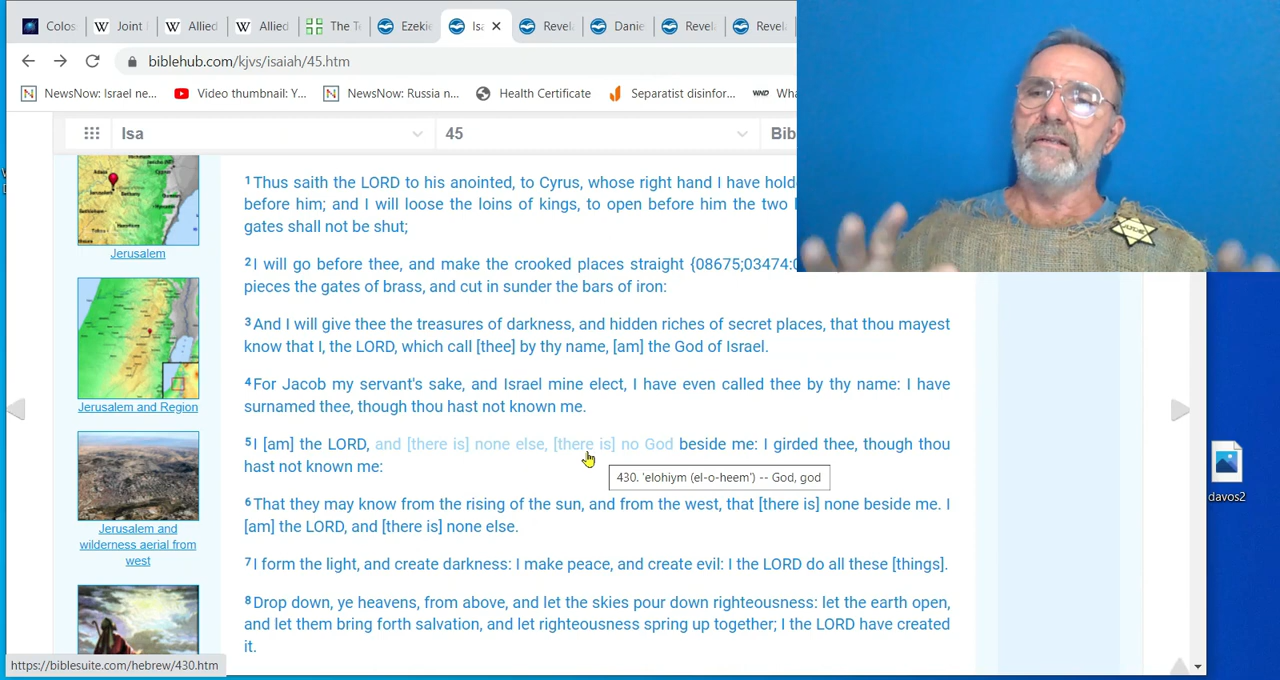 Colos
Joint
Allied
Allied
The T
Ezekie
Isa
Revel
Danie
Revel
Revel
biblehub.com/kjvs/isaiah/45.htm
NewsNow: Israel ne...
Video thumbnail: Y...
NewsNow: Russia n...
Health Certificate
Separatist disinfor...
WND
Wha
Isa
45
Bib
Jerusalem
Jerusalem and Region
Jerusalem and
wilderness aerial from
west
1 Thus saith the LORD to his anointed, to Cyrus, whose right hand I have hold
before him; and I will loose the loins of kings, to open before him the two
gates shall not be shut;
2 I will go before thee, and make the crooked places straight {08675;03474:
pieces the gates of brass, and cut in sunder the bars of iron:
3 And I will give thee the treasures of darkness, and hidden riches of secret places, that thou mayest
know that I, the LORD, which call [thee] by thy name, [am] the God of Israel.
4 For Jacob my servant's sake, and Israel mine elect, I have even called thee by thy name: I have
surnamed thee, though thou hast not known me.
5 I [am] the LORD, and [there is] none else, [there is] no God beside me: I girded thee, though thou
hast not known me:
430. 'elohiym (el-o-heem') -- God, god
6 That they may know from the rising of the sun, and from the west, that [there is] none beside me. I
[am] the LORD, and [there is] none else.
7 I form the light, and create darkness: I make peace, and create evil: I the LORD do all these [things].
8 Drop down, ye heavens, from above, and let the skies pour down righteousness: let the earth open,
and let them bring forth salvation, and let righteousness spring up together; I the LORD have created
it.
https://biblesuite.com/hebrew/430.htm
davos2
JUDE